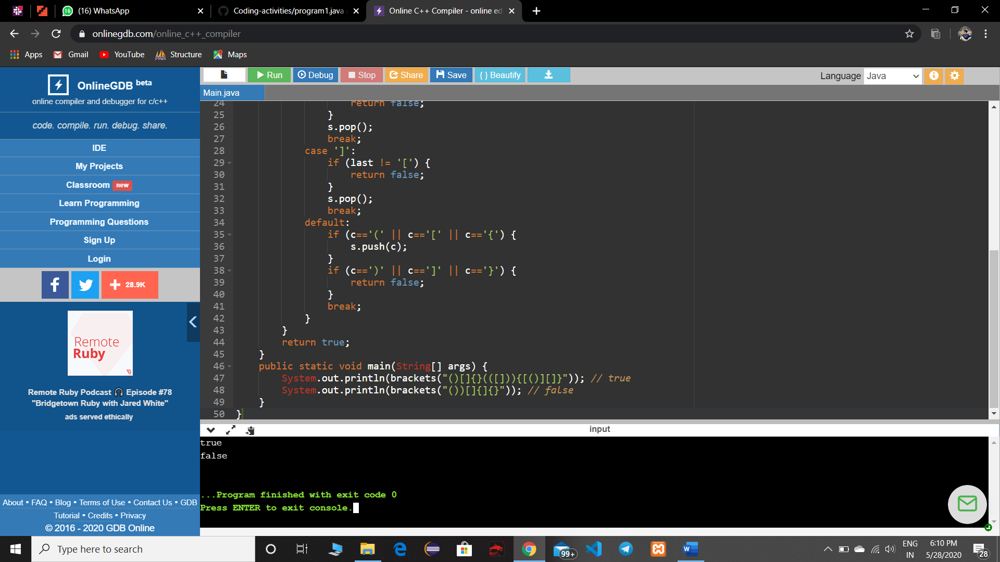 (16) WhatsApp
Coding-activities/program1.java
Online C++ Compiler - online ed
onlinegdb.com/online_c++_compiler
Apps Gmail YouTube Structure Maps
OnlineGDB beta
online compiler and debugger for c/c++
code. compile. run. debug. share.
IDE
My Projects
Classroom new
Learn Programming
Programming Questions
Sign Up
Login
28.9K
Remote
Ruby
Remote Ruby Podcast 🎧 Episode #78
"Bridgetown Ruby with Jared White"
ads served ethically
About • FAQ • Blog • Terms of Use • Contact Us • GDB
Tutorial • Credits • Privacy
© 2016 - 2020 GDB Online
Run Debug Stop Share Save { } Beautify
Language Java
Main.java
24 return false;
25 }
26 s.pop();
27 break;
28 case ']':
29 if (last != '[') {
30 return false;
31 }
32 s.pop();
33 break;
34 default:
35 if (c=='(' || c=='[' || c=='{') {
36 s.push(c);
37 }
38 if (c==')' || c==']' || c=='}') {
39 return false;
40 }
41 break;
42 }
43 }
44 return true;
45 }
46 public static void main(String[] args) {
47 System.out.println(brackets("()[]{}(([])){[()][]}")); // true
48 System.out.println(brackets("())[]{]{}")); // false
49 }
50 }
input
true
false
...Program finished with exit code 0
Press ENTER to exit console.
Type here to search
99+
ENG
IN
6:10 PM
5/28/2020
28